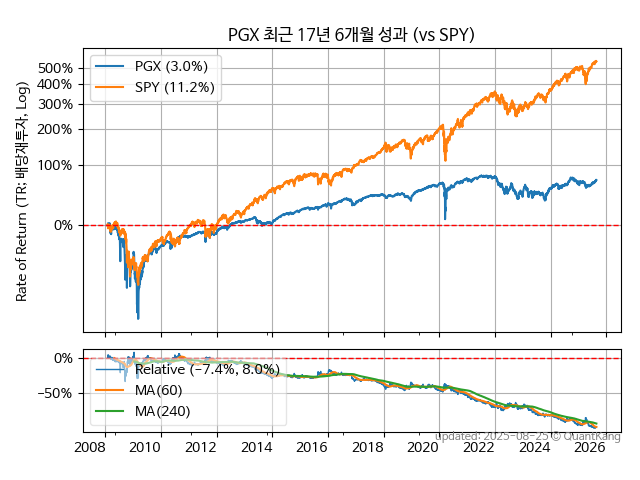 PGX 최근 17년 6개월 성과 (vs SPY)
Rate of Return (TR: 배당재투자, Log)
500%
400%
300%
200%
100%
0%
PGX (3.0%)
SPY (11.2%)
0%
−50%
Relative (−7.4%, 8.0%)
MA(60)
MA(240)
2008 2010 2012 2014 2016 2018 2020 2022 2024 2026
Updated: 2025-08-25 © QuantKang